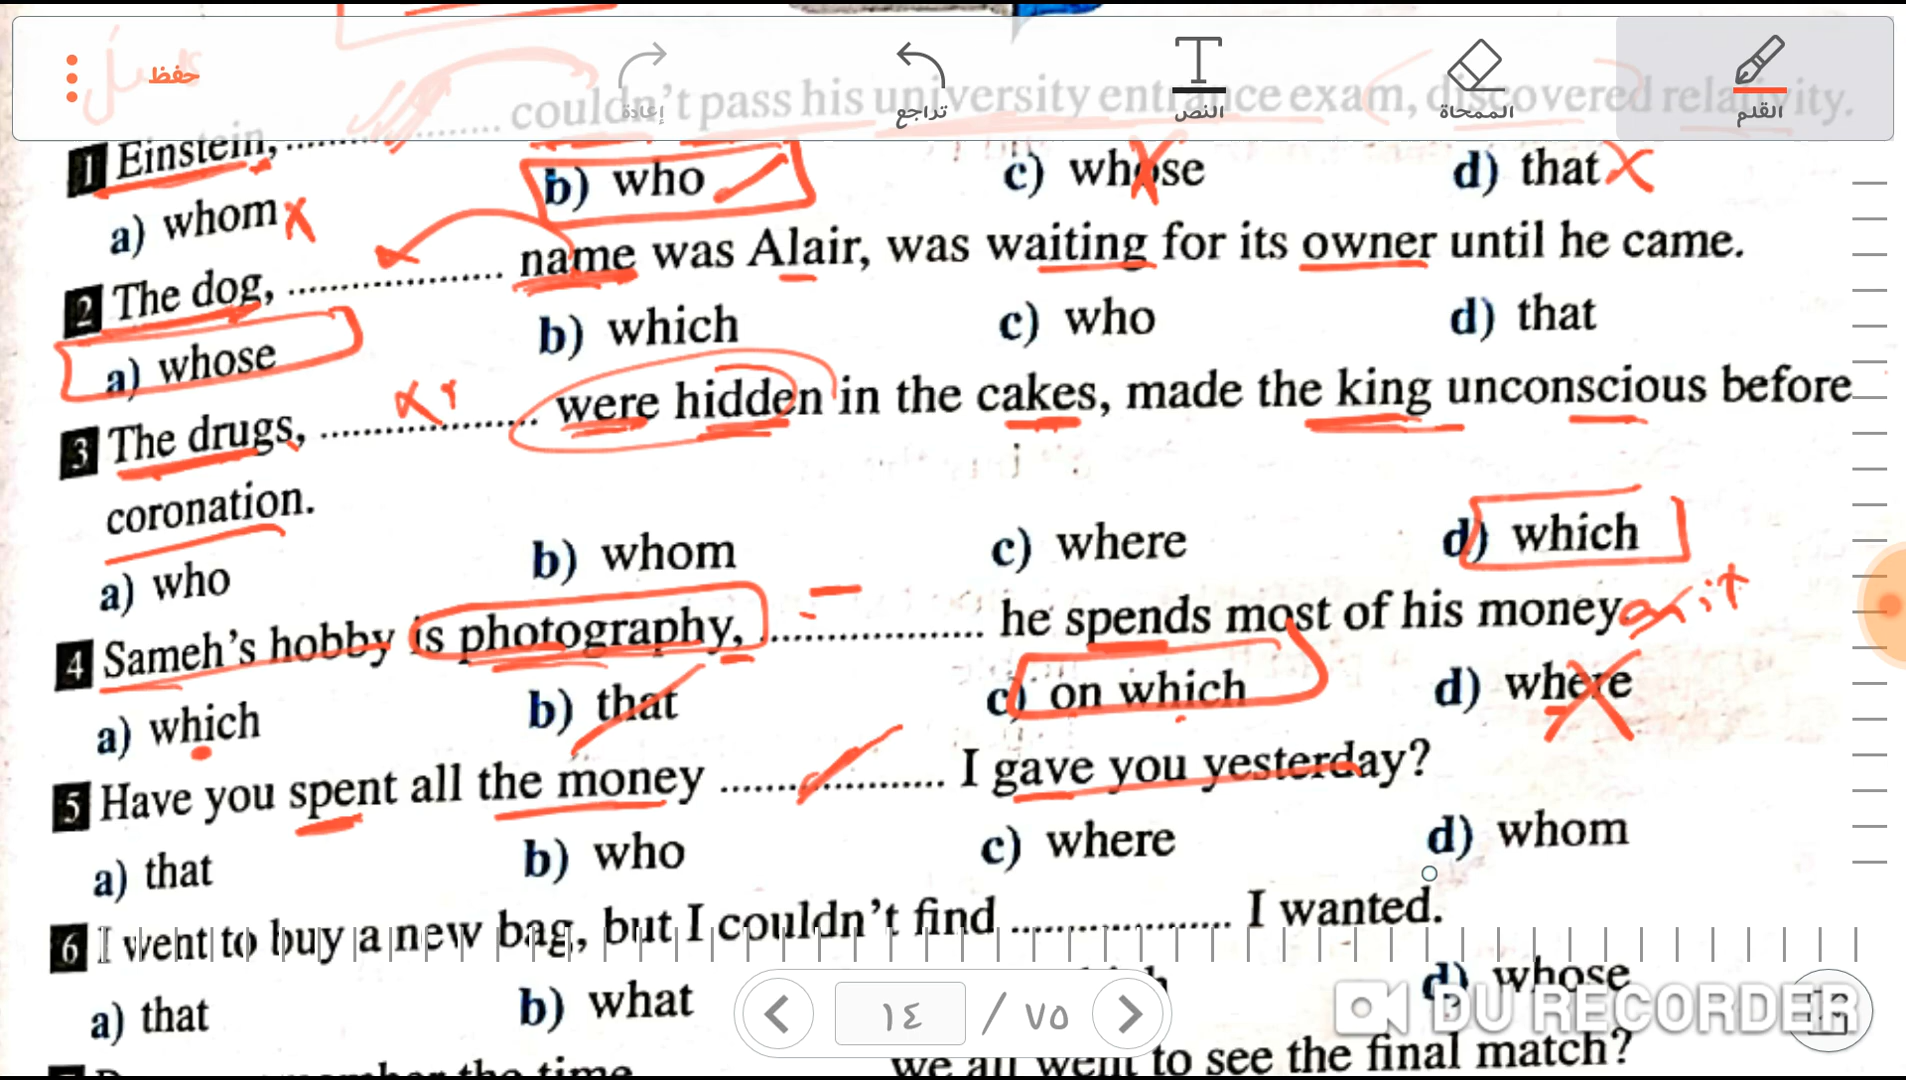 حفظ
إعادة
تراجع
النص
الممحاة
القلم
1 Einstein, .................... couldn't pass his university entrance exam, discovered relativity.
a) whom b) who c) whose d) that
2 The dog, .................... name was Alair, was waiting for its owner until he came.
a) whose b) which c) who d) that
3 The drugs, .................... were hidden in the cakes, made the king unconscious before
coronation.
a) who b) whom c) where d) which
4 Sameh's hobby is photography, .................... he spends most of his money.
a) which b) that c) on which d) where
5 Have you spent all the money .................... I gave you yesterday?
a) that b) who c) where d) whom
6 I went to buy a new bag, but I couldn't find .................... I wanted.
a) that b) what d) whose
the time we all went to see the final match?
١٤ / ٧٥
DU RECORDER